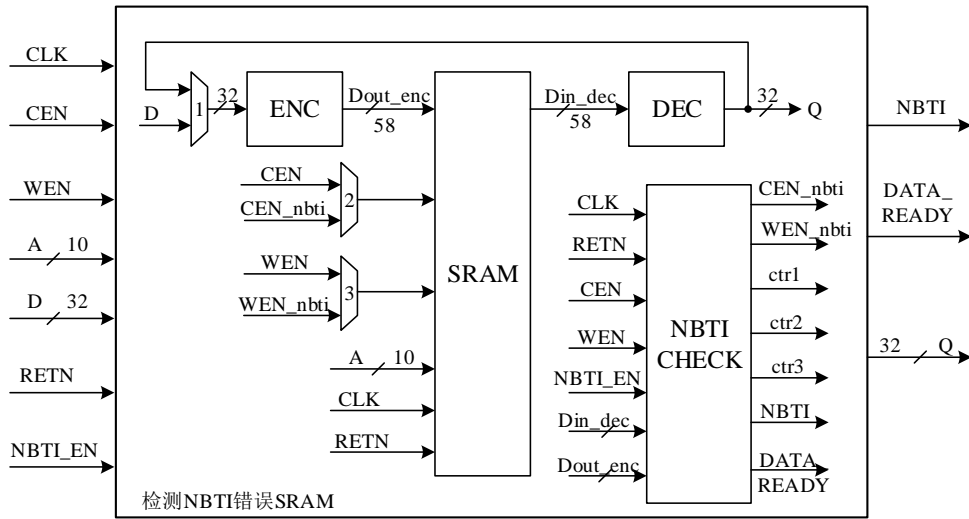 CLK
CEN
WEN
A 10
D 32
RETN
NBTI_EN
D
1
32
ENC
Dout_enc
58
CEN
CEN_nbti
2
WEN
WEN_nbti
3
A 10
CLK
RETN
SRAM
Din_dec
58
DEC
32
Q
CLK
RETN
CEN
WEN
NBTI_EN
Din_dec
Dout_enc
NBTI
CHECK
CEN_nbti
WEN_nbti
ctr1
ctr2
ctr3
NBTI
DATA_
READY
NBTI
DATA_
READY
32 Q
检测NBTI错误SRAM